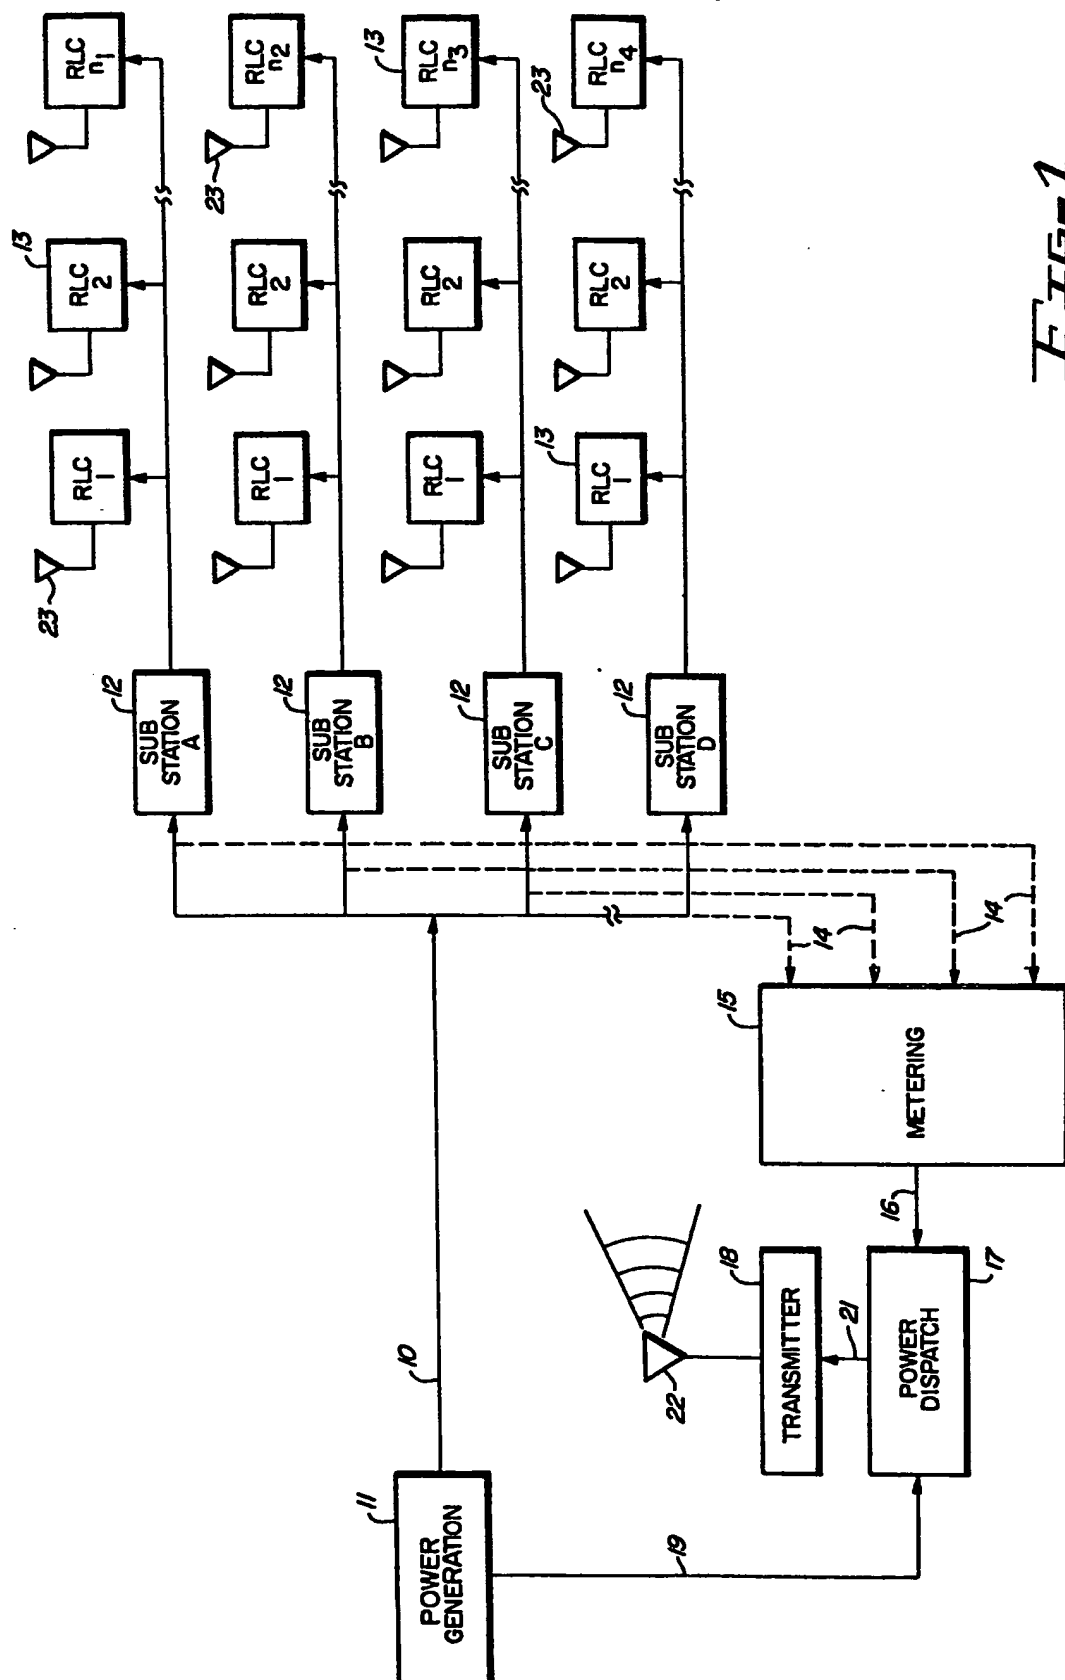 11
POWER
GENERATION
10
19
22
18
TRANSMITTER
21
17
POWER
DISPATCH
16
15
METERING
14
14
12
SUB
STATION
A
12
SUB
STATION
B
12
SUB
STATION
C
12
SUB
STATION
D
23
RLC
1
13
RLC
2
RLC
n1
RLC
1
RLC
2
23
RLC
n2
RLC
1
RLC
2
13
RLC
n3
13
RLC
1
RLC
2
23
RLC
n4
FIG-1